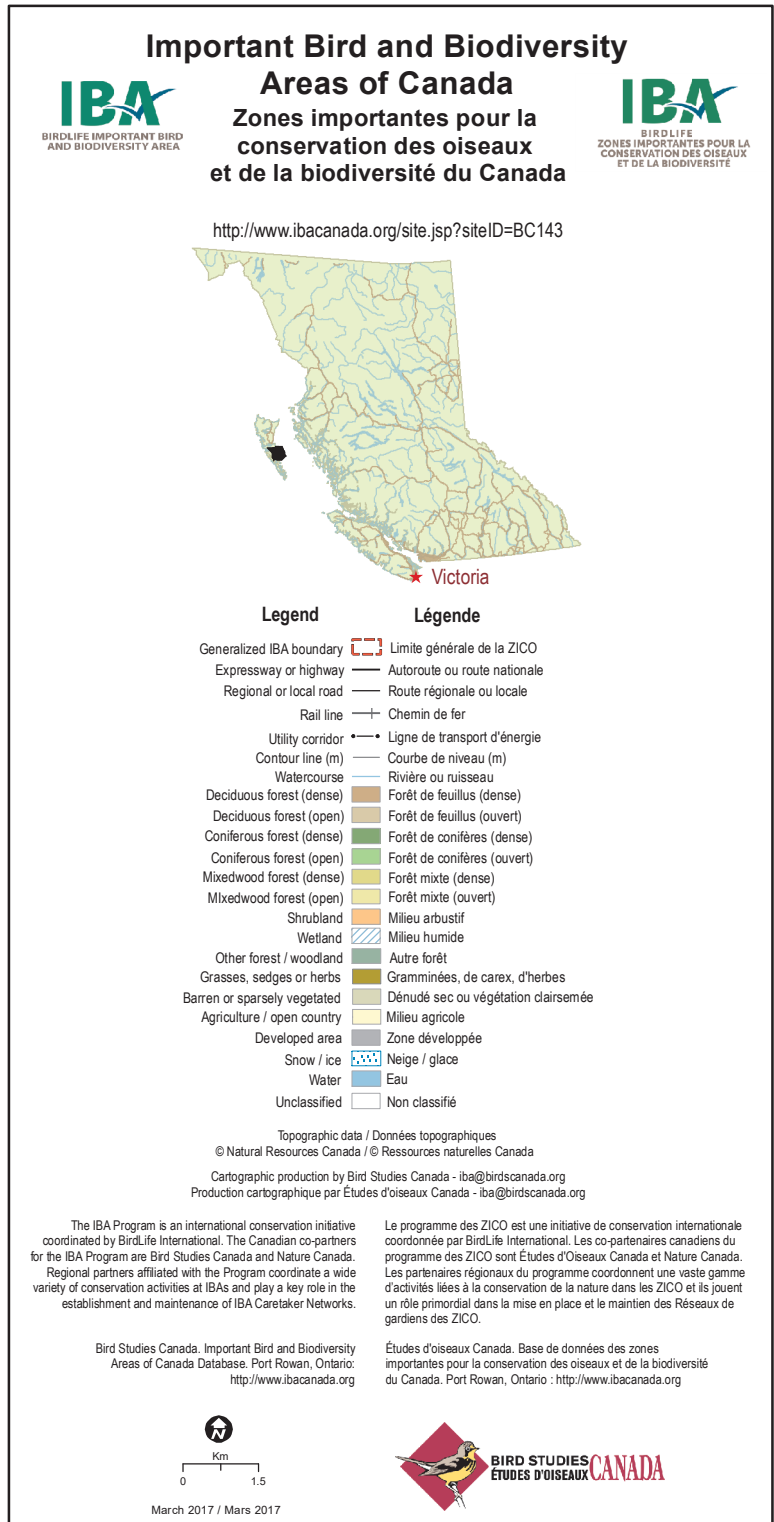 Important Bird and Biodiversity
Areas of Canada
Zones importantes pour la
conservation des oiseaux
et de la biodiversité du Canada
IBA
BIRDLIFE IMPORTANT BIRD
AND BIODIVERSITY AREA
IBA
BIRDLIFE
ZONES IMPORTANTES POUR LA
CONSERVATION DES OISEAUX
ET DE LA BIODIVERSITÉ
http://www.ibacanada.org/site.jsp?siteID=BC143
Victoria
Legend Légende
Generalized IBA boundary Limite générale de la ZICO
Expressway or highway Autoroute ou route nationale
Regional or local road Route régionale ou locale
Rail line Chemin de fer
Utility corridor Ligne de transport d'énergie
Contour line (m) Courbe de niveau (m)
Watercourse Rivière ou ruisseau
Deciduous forest (dense) Forêt de feuillus (dense)
Deciduous forest (open) Forêt de feuillus (ouvert)
Coniferous forest (dense) Forêt de conifères (dense)
Coniferous forest (open) Forêt de conifères (ouvert)
Mixedwood forest (dense) Forêt mixte (dense)
MIxedwood forest (open) Forêt mixte (ouvert)
Shrubland Milieu arbustif
Wetland Milieu humide
Other forest / woodland Autre forêt
Grasses, sedges or herbs Gramminées, de carex, d'herbes
Barren or sparsely vegetated Dénudé sec ou végétation clairsemée
Agriculture / open country Milieu agricole
Developed area Zone développée
Snow / ice Neige / glace
Water Eau
Unclassified Non classifié
Topographic data / Données topographiques
© Natural Resources Canada / © Ressources naturelles Canada
Cartographic production by Bird Studies Canada - iba@birdscanada.org
Production cartographique par Études d'oiseaux Canada - iba@birdscanada.org
The IBA Program is an international conservation initiative
coordinated by BirdLife International. The Canadian co-partners
for the IBA Program are Bird Studies Canada and Nature Canada.
Regional partners affiliated with the Program coordinate a wide
variety of conservation activities at IBAs and play a key role in the
establishment and maintenance of IBA Caretaker Networks.
Bird Studies Canada. Important Bird and Biodiversity
Areas of Canada Database. Port Rowan, Ontario:
http://www.ibacanada.org
Le programme des ZICO est une initiative de conservation internationale
coordonnée par BirdLife International. Les co-partenaires canadiens du
programme des ZICO sont Études d'Oiseaux Canada et Nature Canada.
Les partenaires régionaux du programme coordonnent une vaste gamme
d'activités liées à la conservation de la nature dans les ZICO et ils jouent
un rôle primordial dans la mise en place et le maintien des Réseaux de
gardiens des ZICO.
Études d'oiseaux Canada. Base de données des zones
importantes pour la conservation des oiseaux et de la biodiversité
du Canada. Port Rowan, Ontario : http://www.ibacanada.org
N
Km
0 1.5
March 2017 / Mars 2017
BIRD STUDIES
ÉTUDES D'OISEAUX CANADA